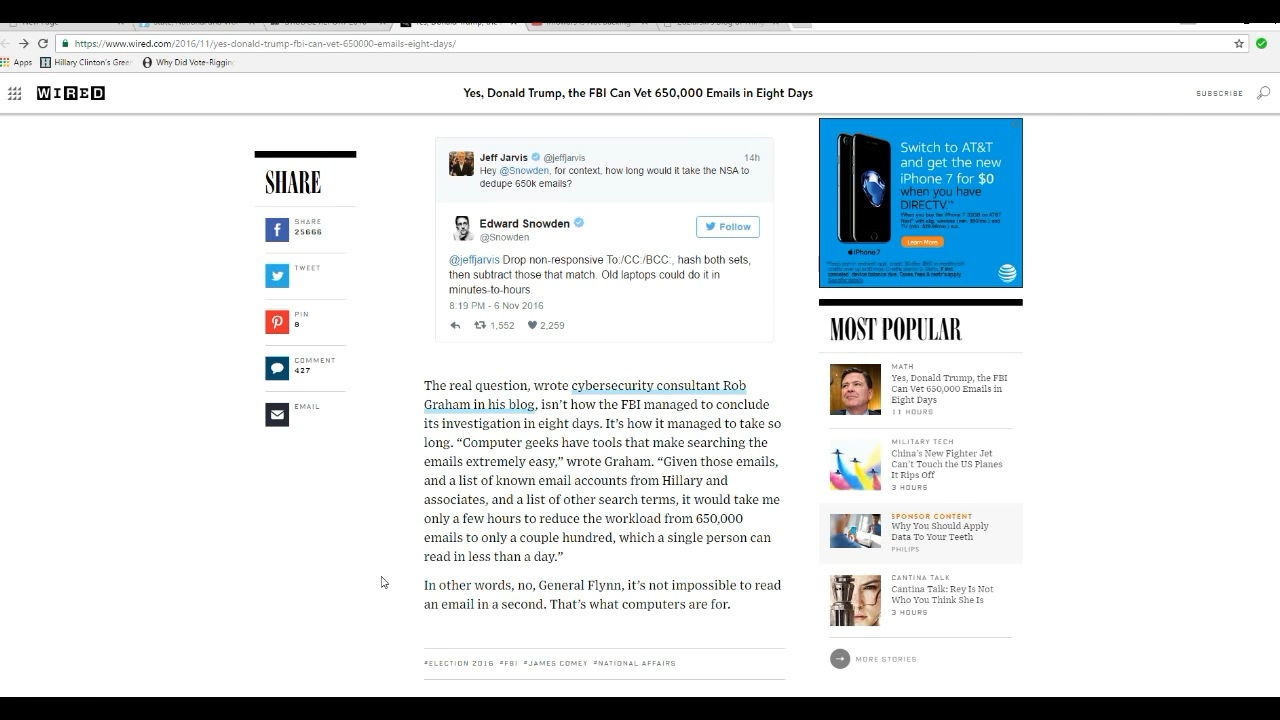 https://www.wired.com/2016/11/yes-donald-trump-fbi-can-vet-650000-emails-eight-days/
Apps
Hillary Clinton's Gree
Why Did Vote-Riggin
WIRED
Yes, Donald Trump, the FBI Can Vet 650,000 Emails in Eight Days
SUBSCRIBE
SHARE
SHARE
25666
TWEET
PIN
COMMENT
427
EMAIL
Jeff Jarvis @jeffjarvis 14h
Hey @Snowden, for context, how long would it take the NSA to
dedupe 650k emails?
Edward Snowden
@Snowden
Follow
@jeffjarvis Drop non-responsive To:/CC:/BCC:, hash both sets,
then subtract those that match. Old laptops could do it in
minutes-to-hours.
8:19 PM - 6 Nov 2016
1,552 2,259
The real question, wrote cybersecurity consultant Rob
Graham in his blog, isn't how the FBI managed to conclude
its investigation in eight days. It's how it managed to take so
long. “Computer geeks have tools that make searching the
emails extremely easy,” wrote Graham. “Given those emails,
and a list of known email accounts from Hillary and
associates, and a list of other search terms, it would take me
only a few hours to reduce the workload from 650,000
emails to only a couple hundred, which a single person can
read in less than a day.”
In other words, no, General Flynn, it's not impossible to read
an email in a second. That's what computers are for.
#ELECTION 2016 #FBI #JAMES COMEY #NATIONAL AFFAIRS
Switch to AT&T
and get the new
iPhone 7 for $0
when you have
DIRECTV.
Learn More
iPhone 7
MOST POPULAR
MATH
Yes, Donald Trump, the FBI
Can Vet 650,000 Emails in
Eight Days
11 HOURS
MILITARY TECH
China's New Fighter Jet
Can't Touch the US Planes
It Rips Off
3 HOURS
SPONSOR CONTENT
Why You Should Apply
Data To Your Teeth
PHILIPS
CANTINA TALK
Cantina Talk: Rey Is Not
Who You Think She Is
3 HOURS
MORE STORIES